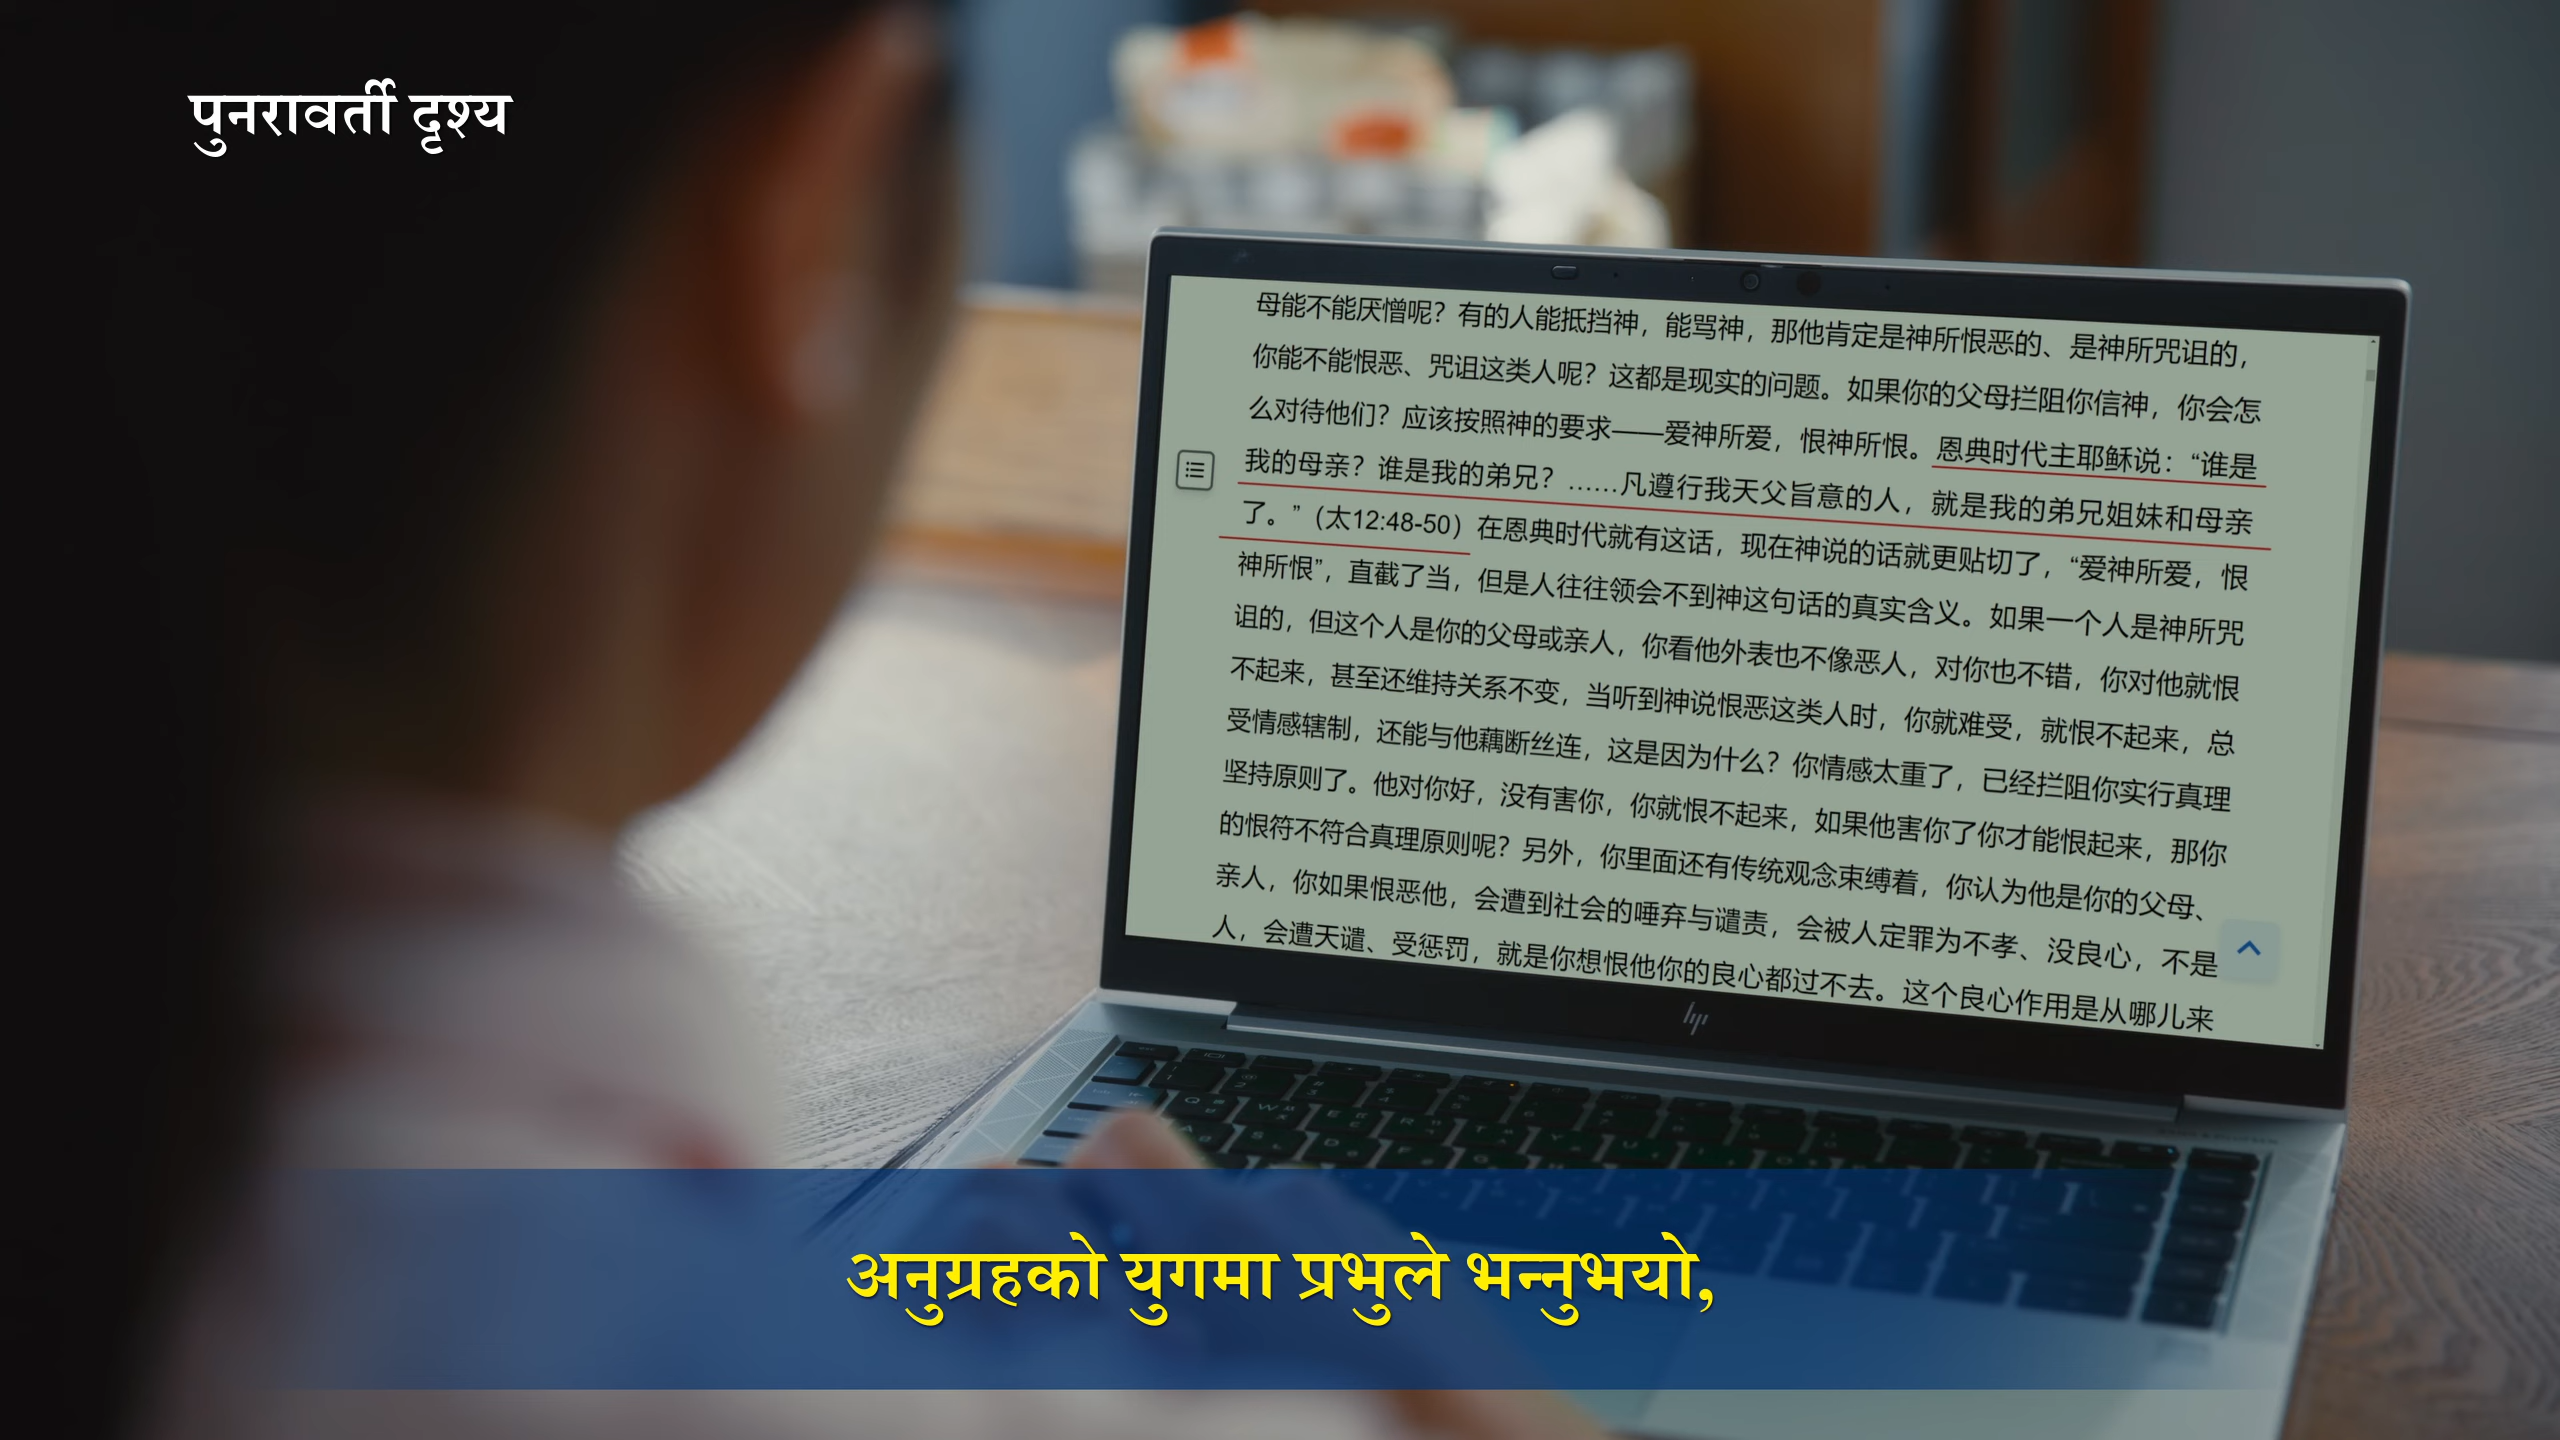 पुनरावर्ती दृश्य
母能不能厌憎呢？有的人能抵挡神，能骂神，那他肯定是神所恨恶的、是神所咒诅的，
你能不能恨恶、咒诅这类人呢？这都是现实的问题。如果你的父母拦阻你信神，你会怎
么对待他们？应该按照神的要求——爱神所爱，恨神所恨。恩典时代主耶稣说：“谁是
我的母亲？谁是我的弟兄？……凡遵行我天父旨意的人，就是我的弟兄姐妹和母亲
了。”（太12:48-50）在恩典时代就有这话，现在神说的话就更贴切了，“爱神所爱，恨
神所恨”，直截了当，但是人往往领会不到神这句话的真实含义。如果一个人是神所咒
诅的，但这个人是你的父母或亲人，你看他外表也不像恶人，对你也不错，你对他就恨
不起来，甚至还维持关系不变，当听到神说恨恶这类人时，你就难受，就恨不起来，总
受情感辖制，还能与他藕断丝连，这是因为什么？你情感太重了，已经拦阻你实行真理
坚持原则了。他对你好，没有害你，你就恨不起来，如果他害你了你才能恨起来，那你
的恨符不符合真理原则呢？另外，你里面还有传统观念束缚着，你认为他是你的父母、
亲人，你如果恨恶他，会遭到社会的唾弃与谴责，会被人定罪为不孝、没良心，不是
人，会遭天谴、受惩罚，就是你想恨他你的良心都过不去。这个良心作用是从哪儿来
hp
अनुग्रहको युगमा प्रभुले भन्नुभयो,